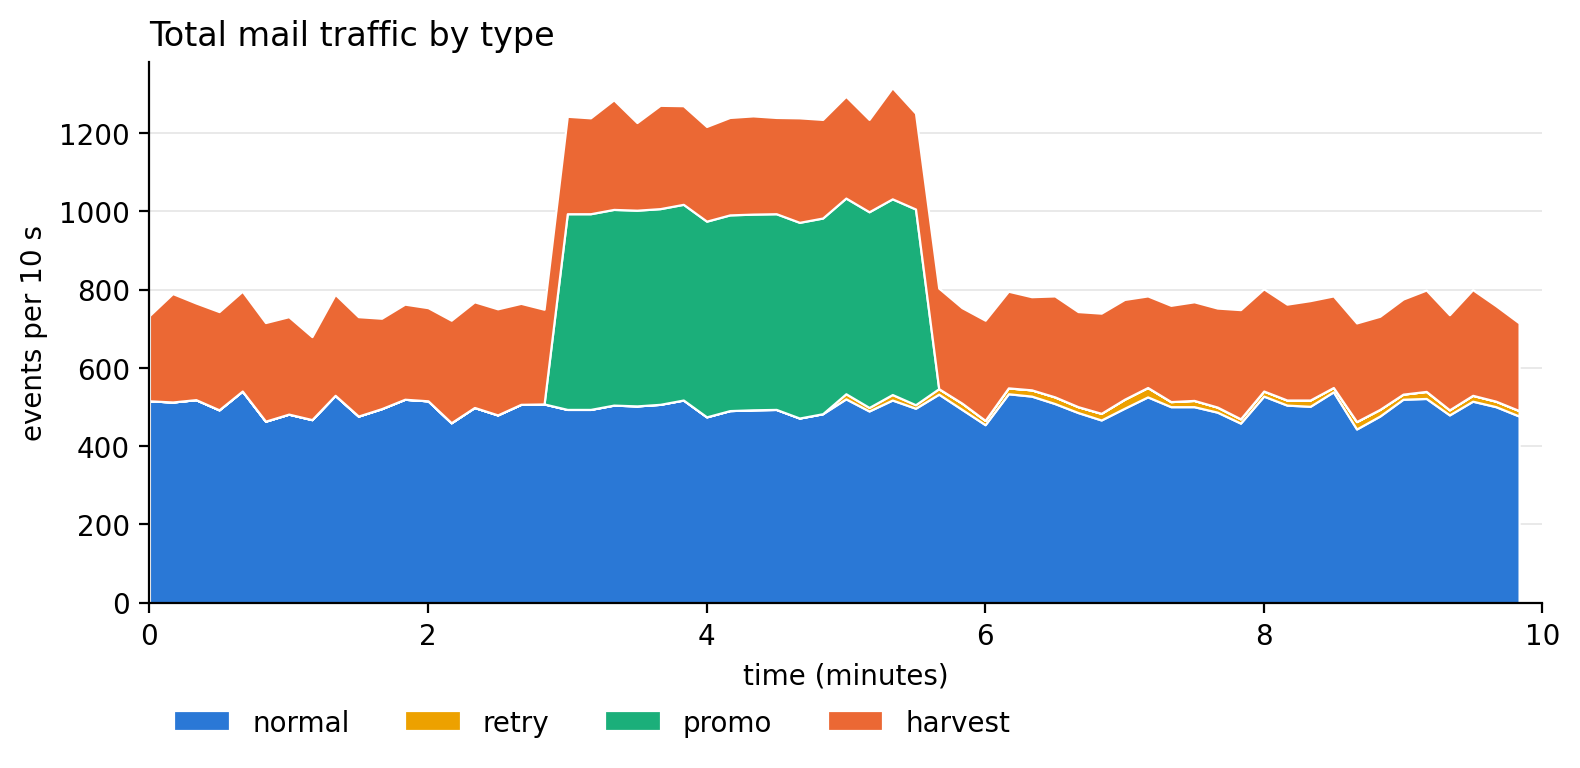 Total mail traffic by type
events per 10 s
1200
1000
800
600
400
200
0
0 2 4 6 8 10
time (minutes)
normal retry promo harvest